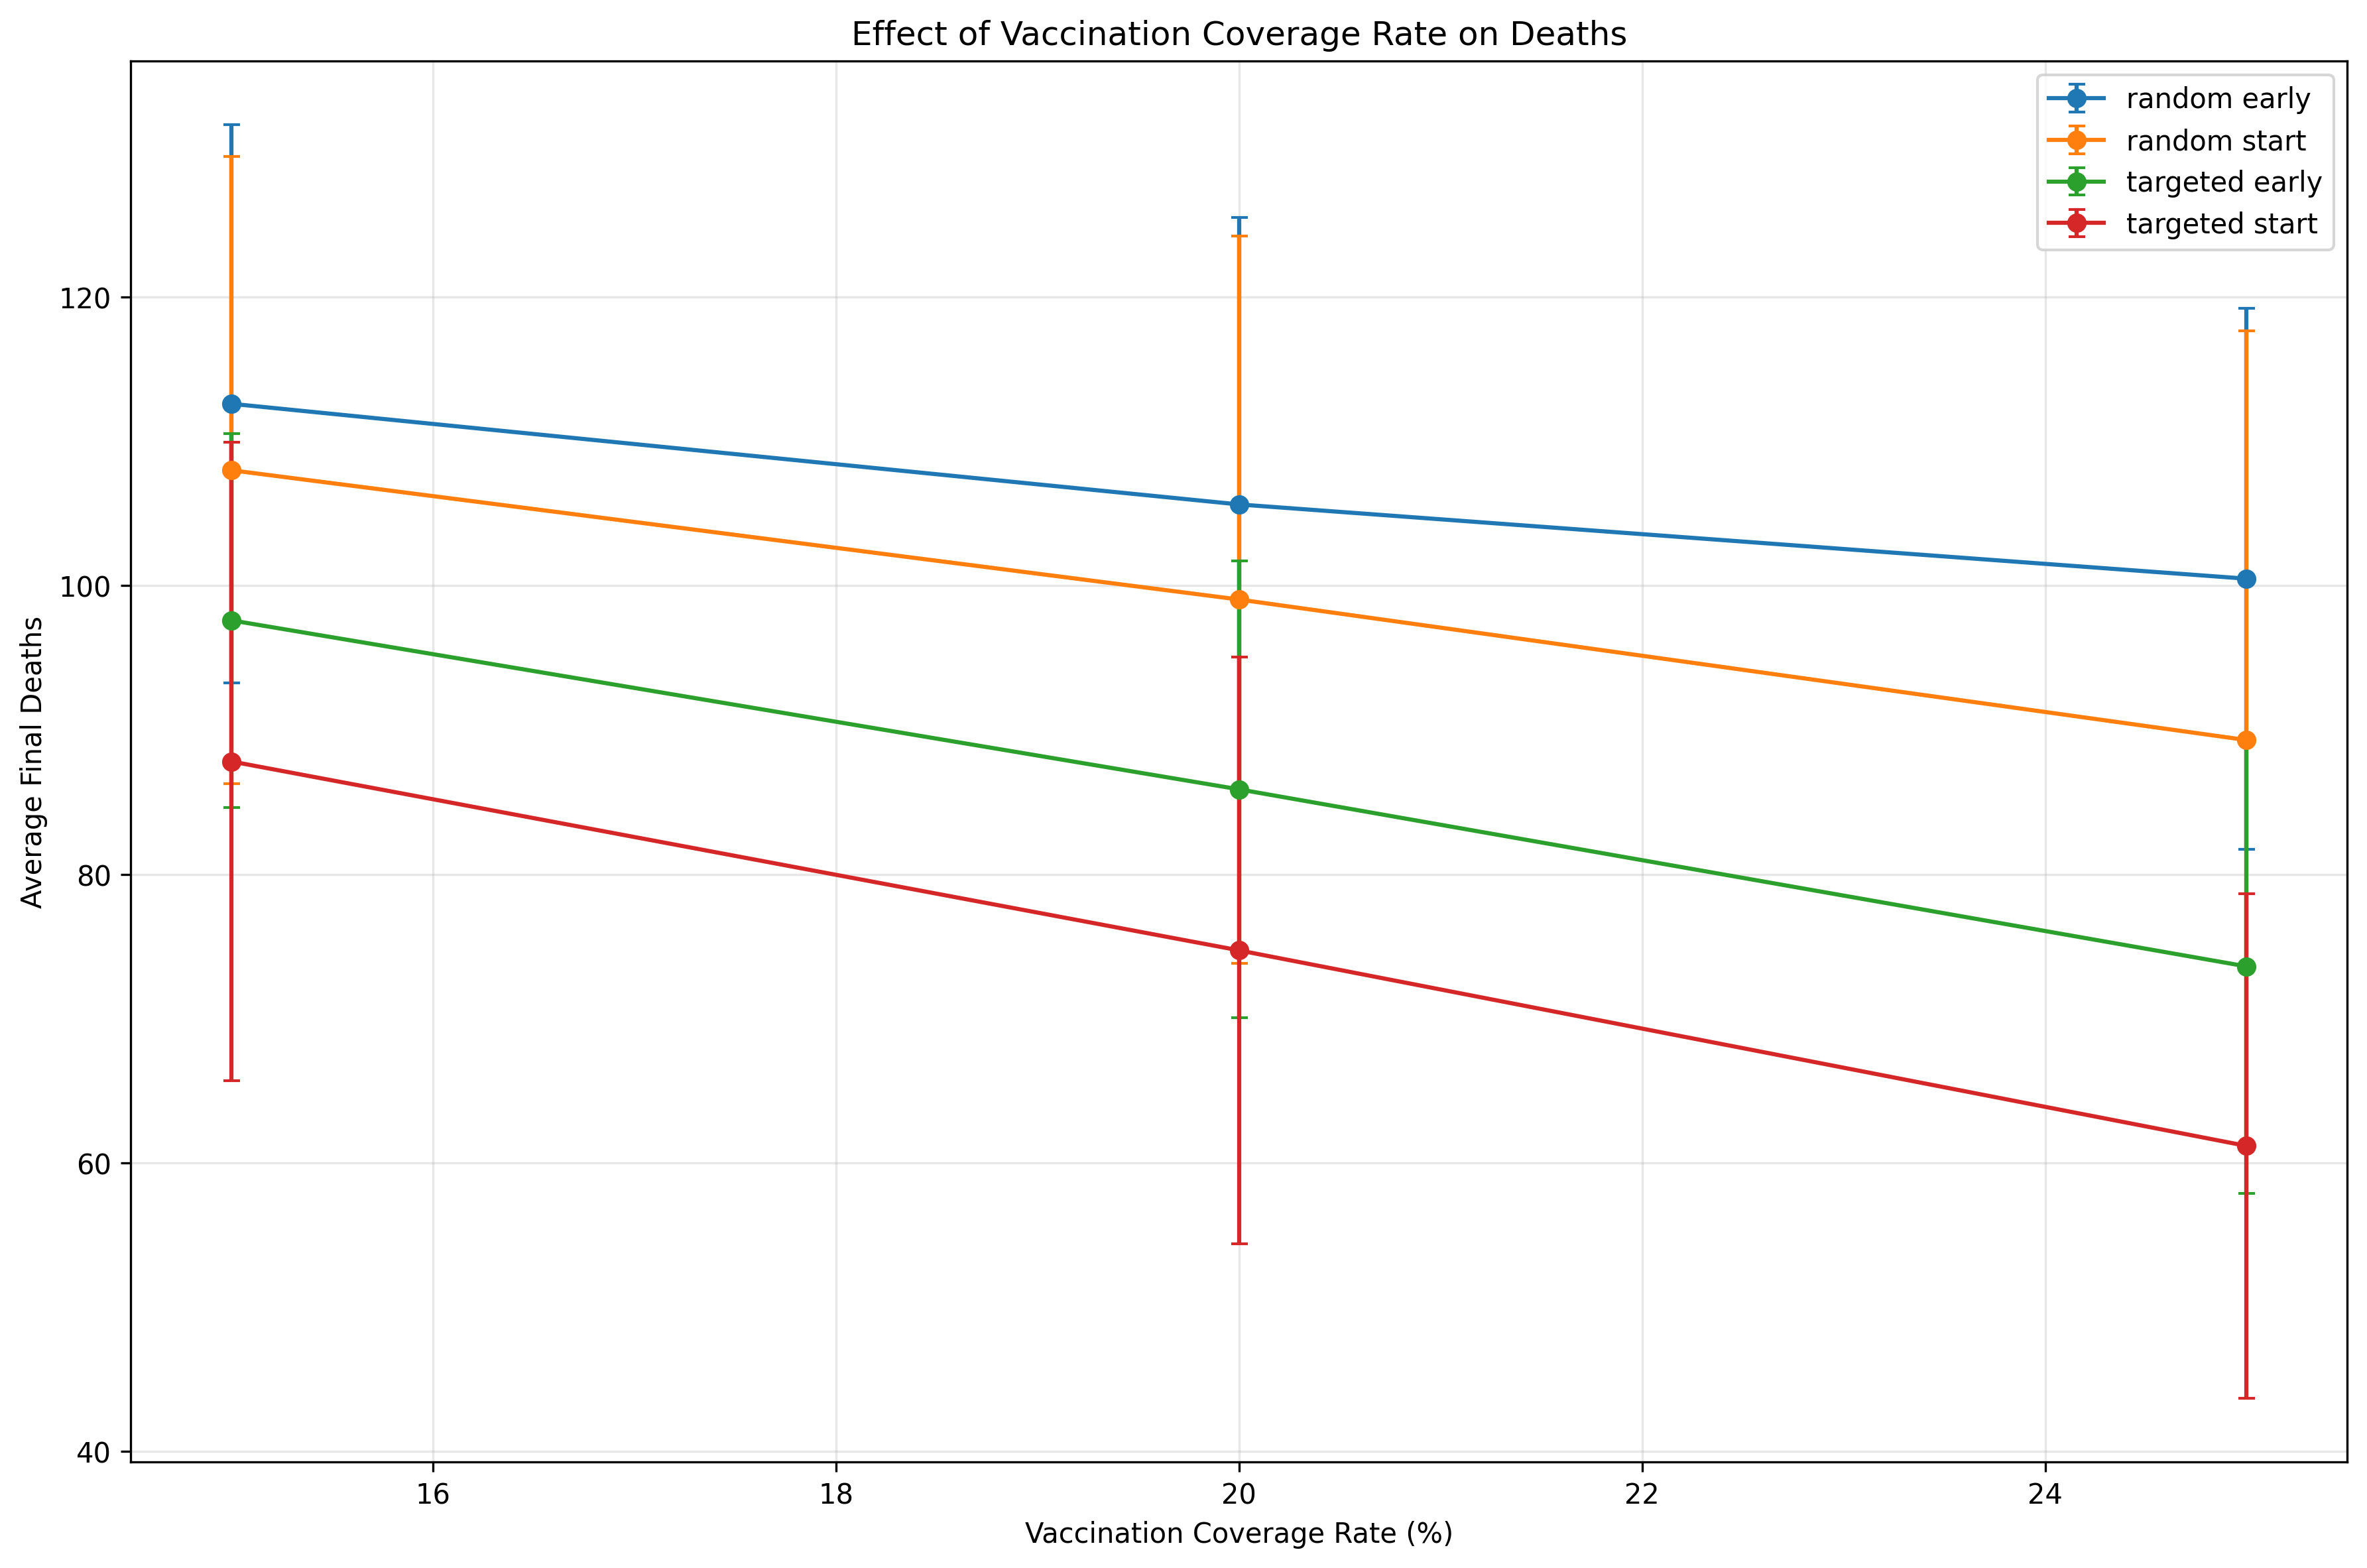 Effect of Vaccination Coverage Rate on Deaths
random early
random start
targeted early
targeted start
120
100
80
60
40
Average Final Deaths
16
18
20
22
24
Vaccination Coverage Rate (%)